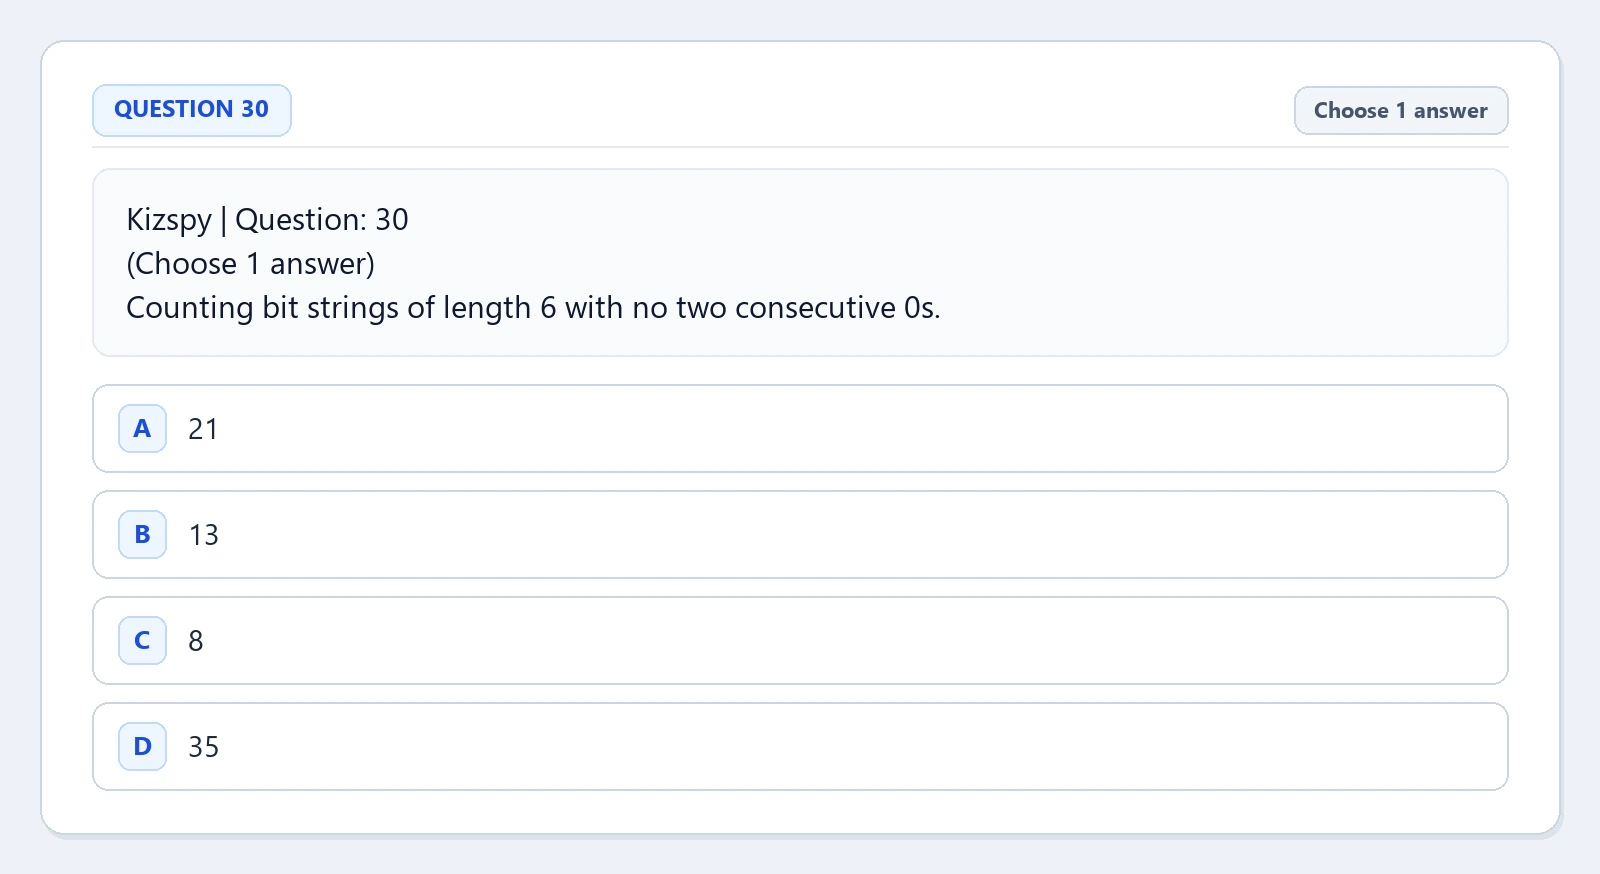 QUESTION 30
Choose 1 answer
Kizspy | Question: 30
(Choose 1 answer)
Counting bit strings of length 6 with no two consecutive 0s.
A 21
B 13
C 8
D 35